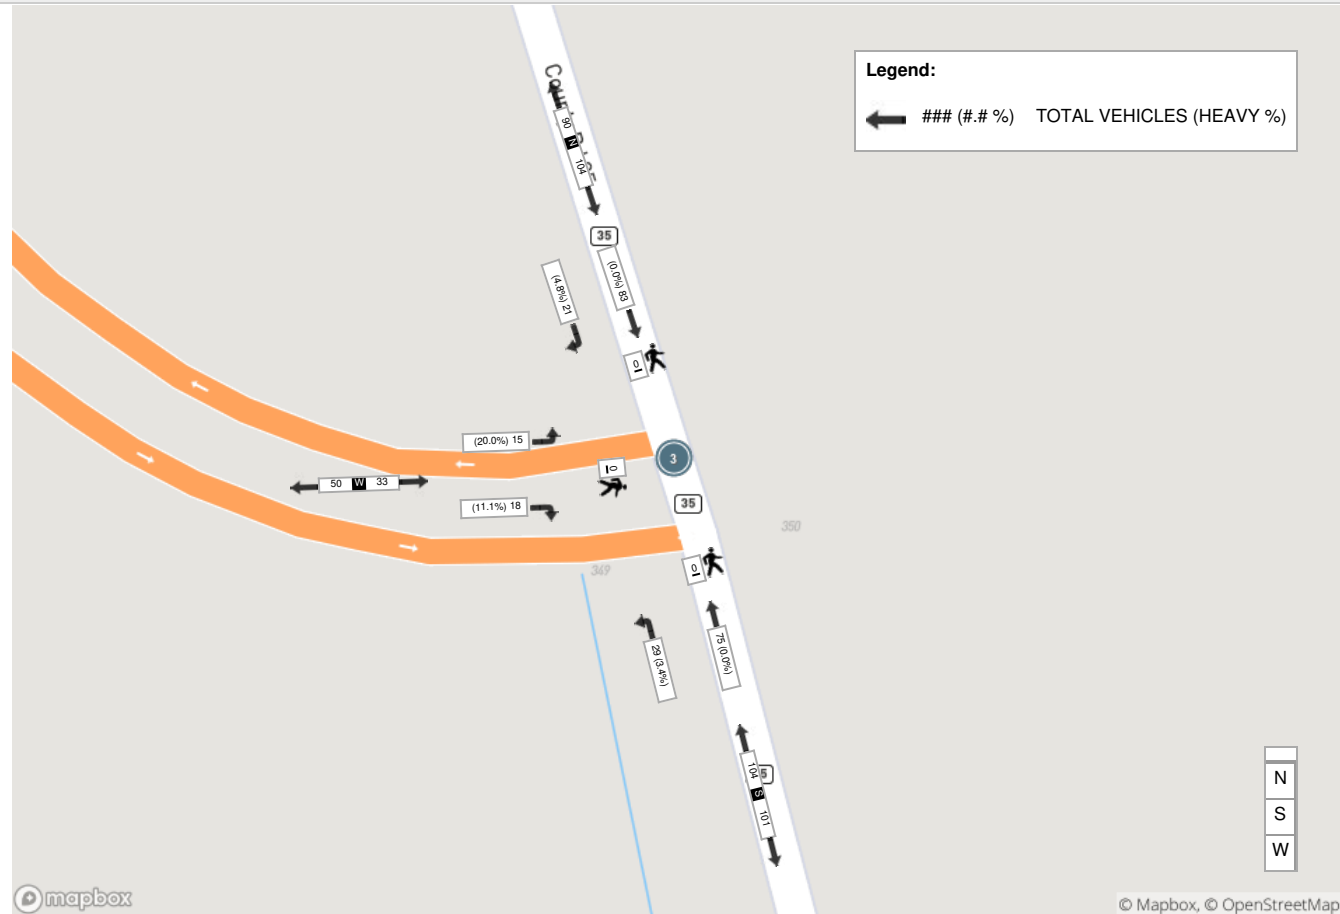 Legend:
### (#.# %) TOTAL VEHICLES (HEAVY %)
90 N 104
35
(0.0%) 83
(4.8%) 21
0
(20.0%) 15
3
0
50 W 33
35
(11.1%) 18
350
0
349
75 (0.0%)
29 (3.4%)
104 S 101
N
S
W
mapbox
© Mapbox, © OpenStreetMap